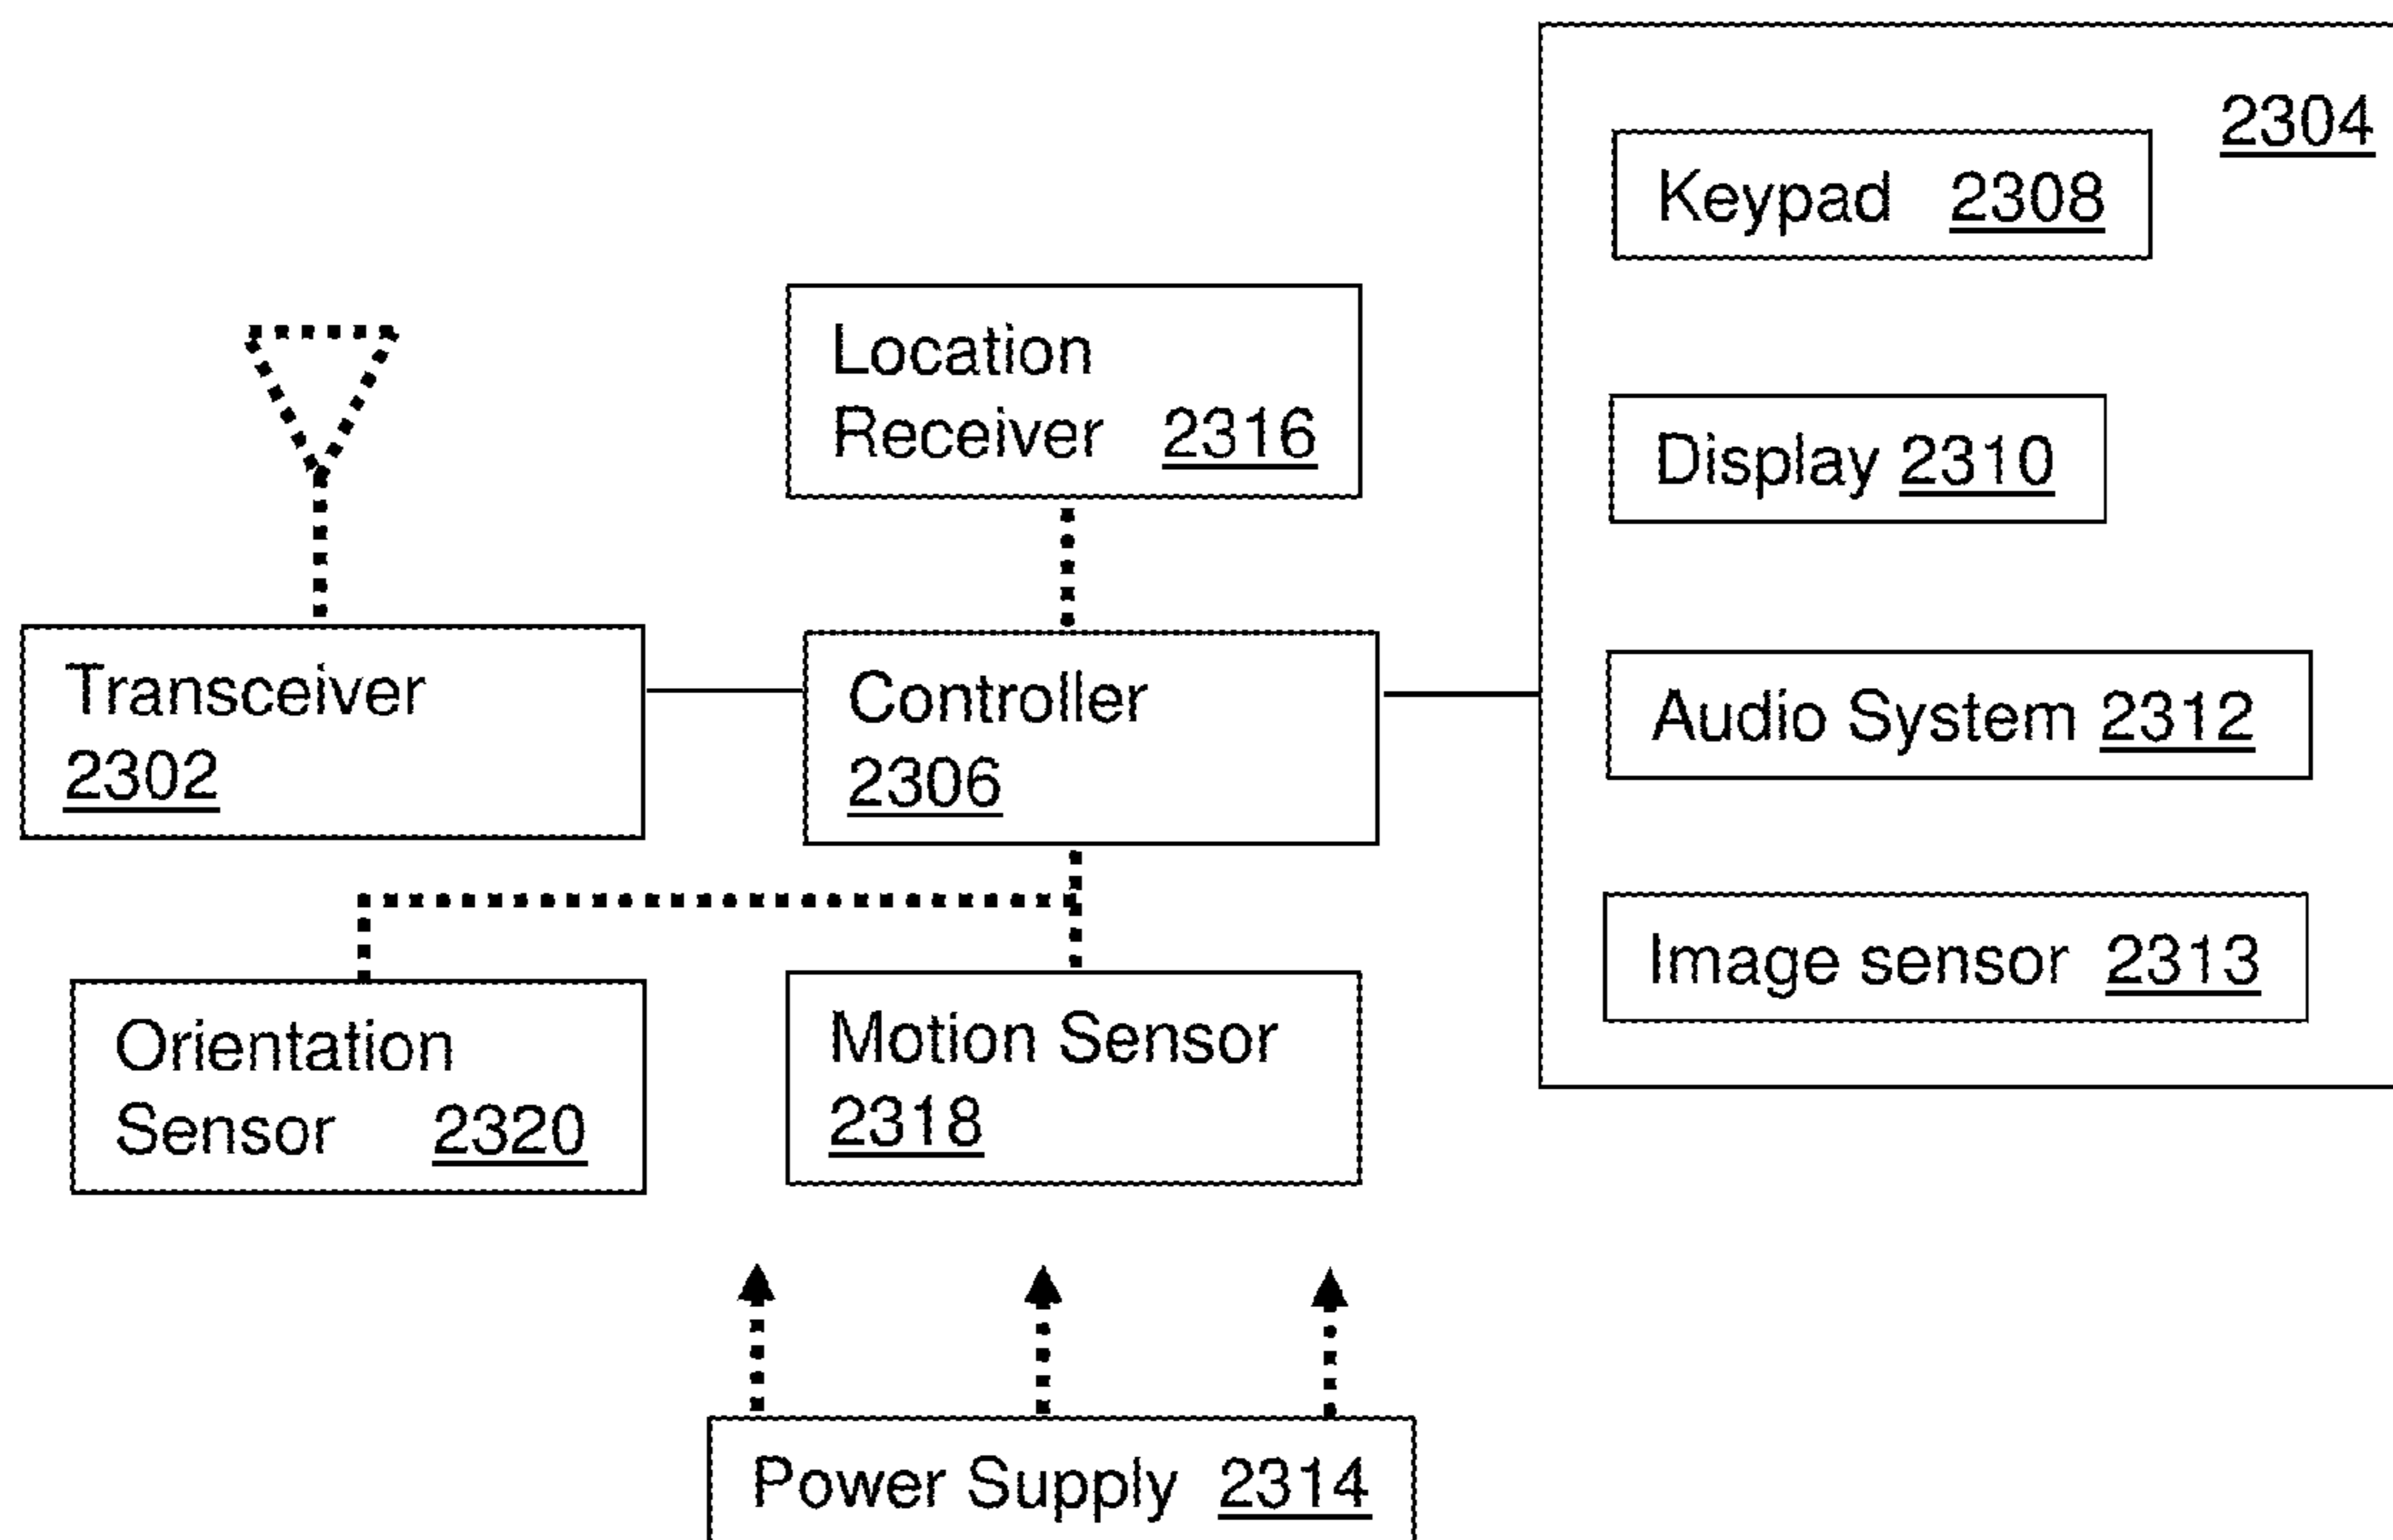 2304
Keypad 2308
Location
Receiver 2316
Display 2310
Transceiver
2302
Controller
2306
Audio System 2312
Image sensor 2313
Orientation
Sensor 2320
Motion Sensor
2318
Power Supply 2314